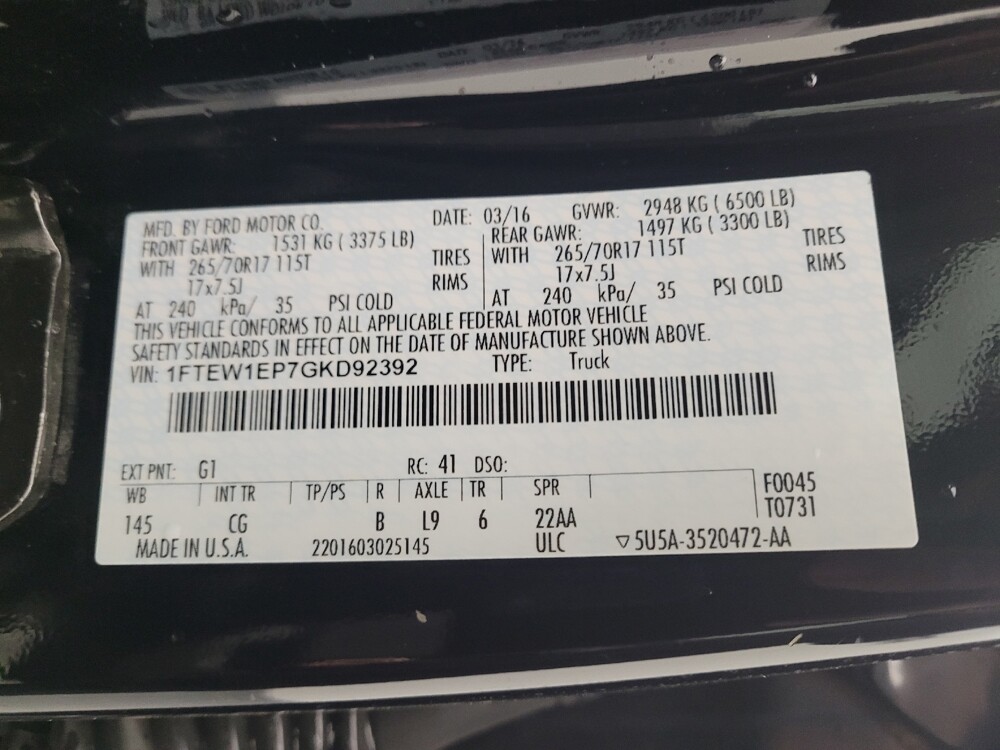 MFD. BY FORD MOTOR CO. DATE: 03/16 GVWR: 2948 KG ( 6500 LB)
FRONT GAWR: 1531 KG ( 3375 LB) REAR GAWR: 1497 KG ( 3300 LB)
WITH 265/70R17 115T TIRES WITH 265/70R17 115T TIRES
17x7.5J RIMS 17x7.5J RIMS
AT 240 kPa/ 35 PSI COLD AT 240 kPa/ 35 PSI COLD
THIS VEHICLE CONFORMS TO ALL APPLICABLE FEDERAL MOTOR VEHICLE
SAFETY STANDARDS IN EFFECT ON THE DATE OF MANUFACTURE SHOWN ABOVE.
VIN: 1FTEW1EP7GKD92392 TYPE: Truck
EXT PNT: G1 RC: 41 DSO:
WB INT TR TP/PS R AXLE TR SPR F0045
145 CG B L9 6 22AA T0731
MADE IN U.S.A. 2201603025145 ULC ▽5U5A-3520472-AA